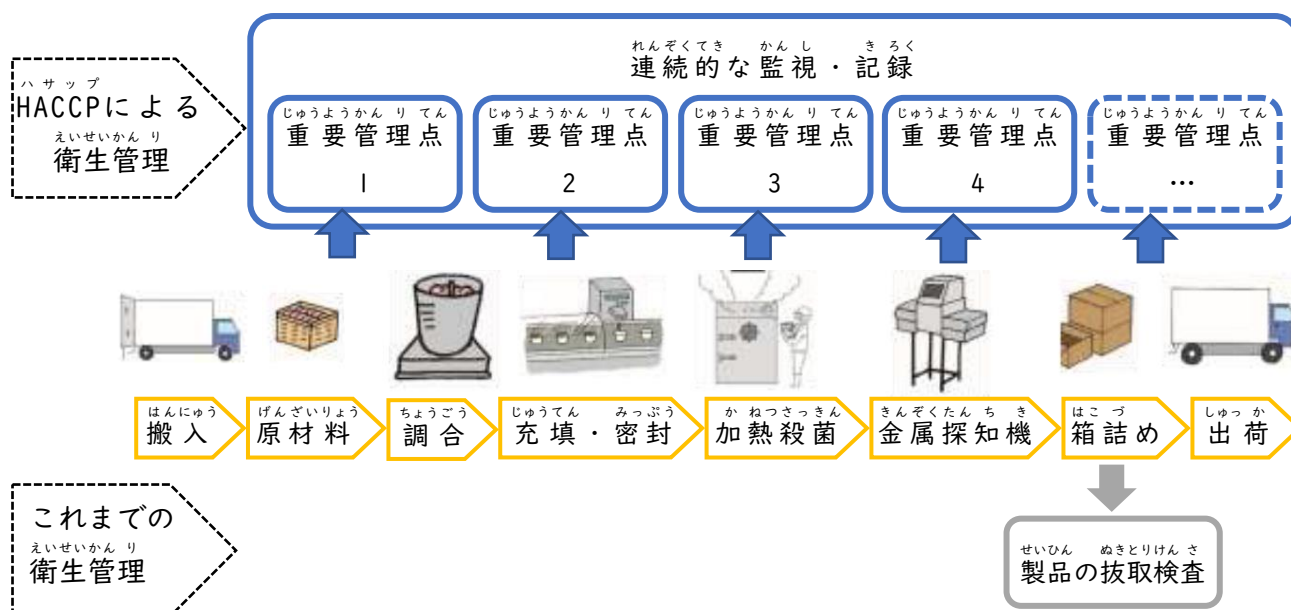 れんぞくてき かんし きろく
連続的な監視・記録
ハサップ
HACCPによる
えいせいかんり
衛生管理
じゅうようかんりてん
重要管理点
1
じゅうようかんりてん
重要管理点
2
じゅうようかんりてん
重要管理点
3
じゅうようかんりてん
重要管理点
4
じゅうようかんりてん
重要管理点
…
はんにゅう
搬入
げんざいりょう
原材料
ちょうごう
調合
じゅうてん みっぷう
充填・密封
かねつさっきん
加熱殺菌
きんぞくたんちき
金属探知機
はこづ
箱詰め
しゅっか
出荷
これまでの
えいせいかんり
衛生管理
せいひん ぬきとりけんさ
製品の抜取検査